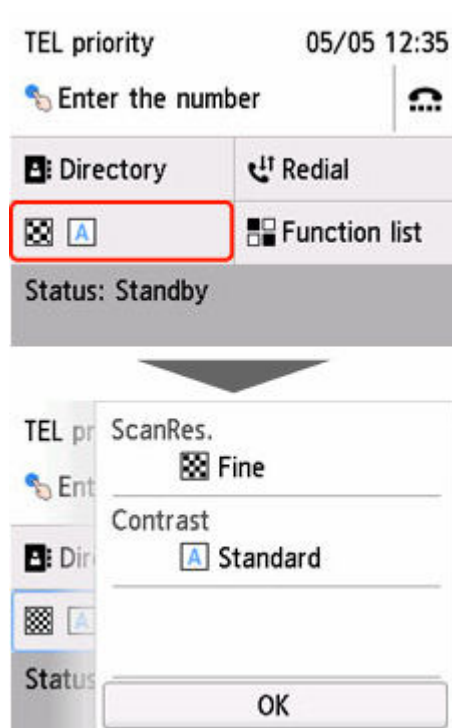 TEL priority 05/05 12:35
Enter the number
Directory Redial
A Function list
Status: Standby
TEL pr ScanRes.
Fine
Ent
Contrast
Dir A Standard
A
Status
OK